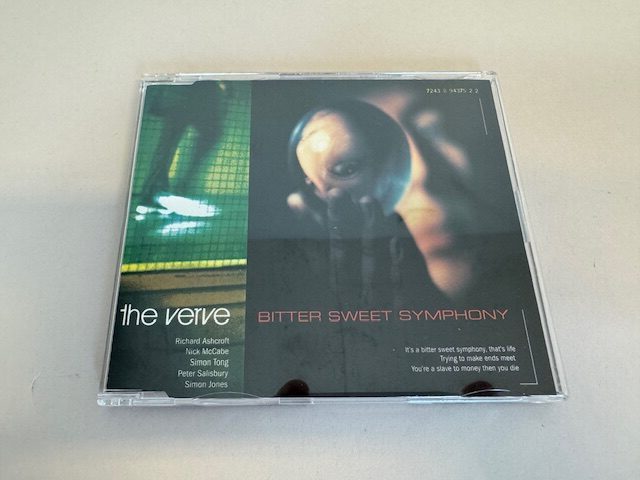 7243 8 94375 2 2
the verve
BITTER SWEET SYMPHONY
Richard Ashcroft
Nick McCabe
Simon Tong
Peter Salisbury
Simon Jones
It's a bitter sweet symphony, that's life
Trying to make ends meet
You're a slave to money then you die